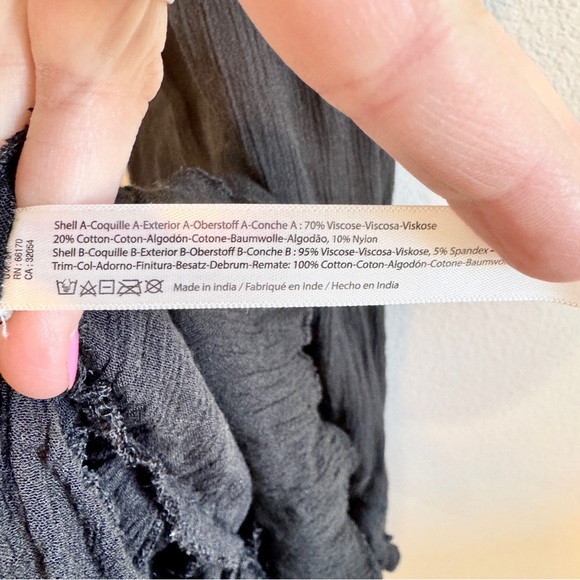 Shell A-Coquille A-Exterior A-Oberstoff A-Conche A : 70% Viscose-Viscosa-Viskose
20% Cotton-Coton-Algodón-Cotone-Baumwolle-Algodão, 10% Nylon
Shell B-Coquille B-Exterior B-Oberstoff B-Conche B : 95% Viscose-Viscosa-Viskose, 5% Spandex -
Trim-Col-Adorno-Finitura-Besatz-Debrum-Remate: 100% Cotton-Coton-Algodón-Cotone-Baumwo
Made in india / Fabriqué en Inde / Hecho en India
RN : 66170
CA : 32054